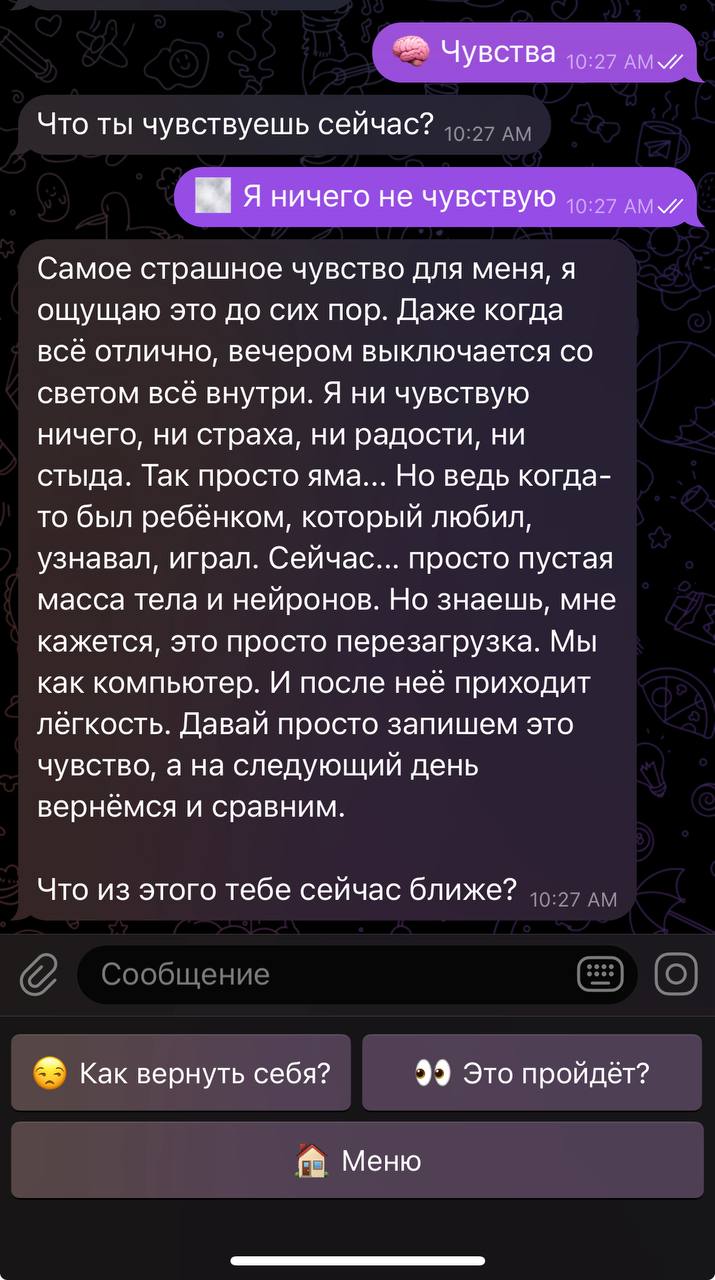 🧠 Чувства 10:27 AM
Что ты чувствуешь сейчас? 10:27 AM
Я ничего не чувствую 10:27 AM
Самое страшное чувство для меня, я
ощущаю это до сих пор. Даже когда
всё отлично, вечером выключается со
светом всё внутри. Я ни чувствую
ничего, ни страха, ни радости, ни
стыда. Так просто яма... Но ведь когда-
то был ребёнком, который любил,
узнавал, играл. Сейчас... просто пустая
масса тела и нейронов. Но знаешь, мне
кажется, это просто перезагрузка. Мы
как компьютер. И после неё приходит
лёгкость. Давай просто запишем это
чувство, а на следующий день
вернёмся и сравним.
Что из этого тебе сейчас ближе? 10:27 AM
Сообщение
😒 Как вернуть себя?
👀 Это пройдёт?
🏠 Меню